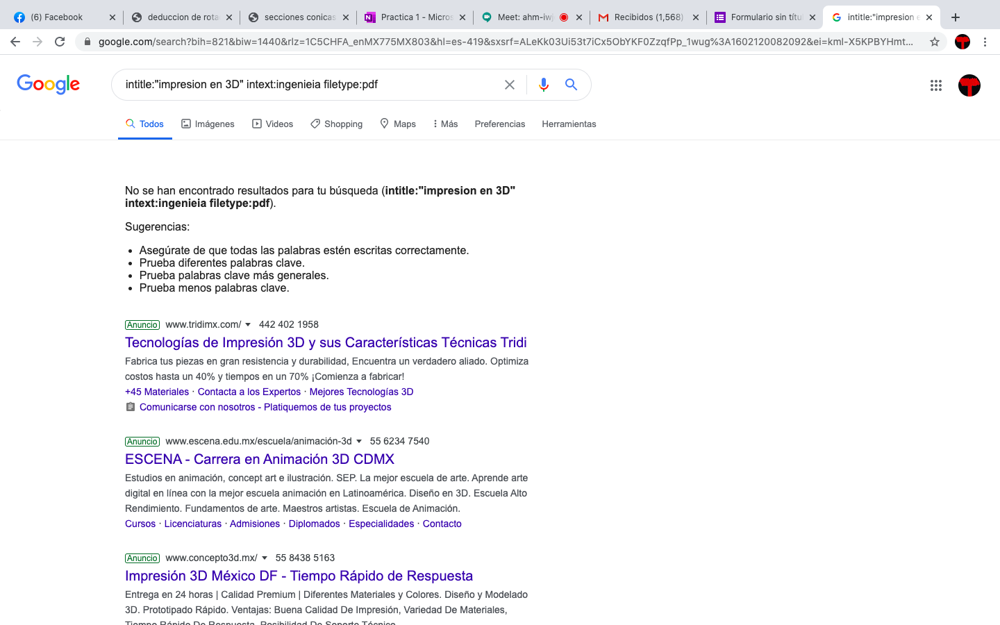 (6) Facebook
deduccion de rota
secciones conicas
Practica 1 - Micros
Meet: ahm-iwj
Recibidos (1,568)
Formulario sin títu
intitle:"impresion e
google.com/search?bih=821&biw=1440&rlz=1C5CHFA_enMX775MX803&hl=es-419&sxsrf=ALeKk03Ui53t7iCx5ObYKF0ZzqfPp_1wug%3A1602120082092&ei=kmI-X5KPBYHmt...
Google
intitle:"impresion en 3D" intext:ingenieia filetype:pdf
Todos
Imágenes
Videos
Shopping
Maps
Más
Preferencias
Herramientas
No se han encontrado resultados para tu búsqueda (intitle:"impresion en 3D"
intext:ingenieia filetype:pdf).
Sugerencias:
Asegúrate de que todas las palabras estén escritas correctamente.
Prueba diferentes palabras clave.
Prueba palabras clave más generales.
Prueba menos palabras clave.
Anuncio www.tridimx.com/ 442 402 1958
Tecnologías de Impresión 3D y sus Características Técnicas Tridi
Fabrica tus piezas en gran resistencia y durabilidad, Encuentra un verdadero aliado. Optimiza
costos hasta un 40% y tiempos en un 70% ¡Comienza a fabricar!
+45 Materiales · Contacta a los Expertos · Mejores Tecnologías 3D
Comunicarse con nosotros - Platiquemos de tus proyectos
Anuncio www.escena.edu.mx/escuela/animación-3d 55 6234 7540
ESCENA - Carrera en Animación 3D CDMX
Estudios en animación, concept art e ilustración. SEP. La mejor escuela de arte. Aprende arte
digital en línea con la mejor escuela animación en Latinoamérica. Diseño en 3D. Escuela Alto
Rendimiento. Fundamentos de arte. Maestros artistas. Escuela de Animación.
Cursos · Licenciaturas · Admisiones · Diplomados · Especialidades · Contacto
Anuncio www.concepto3d.mx/ 55 8438 5163
Impresión 3D México DF - Tiempo Rápido de Respuesta
Entrega en 24 horas | Calidad Premium | Diferentes Materiales y Colores. Diseño y Modelado
3D. Prototipado Rápido. Ventajas: Buena Calidad De Impresión, Variedad De Materiales,
Tiempo Rápido De Respuesta, Posibilidad De Soporte Técnico